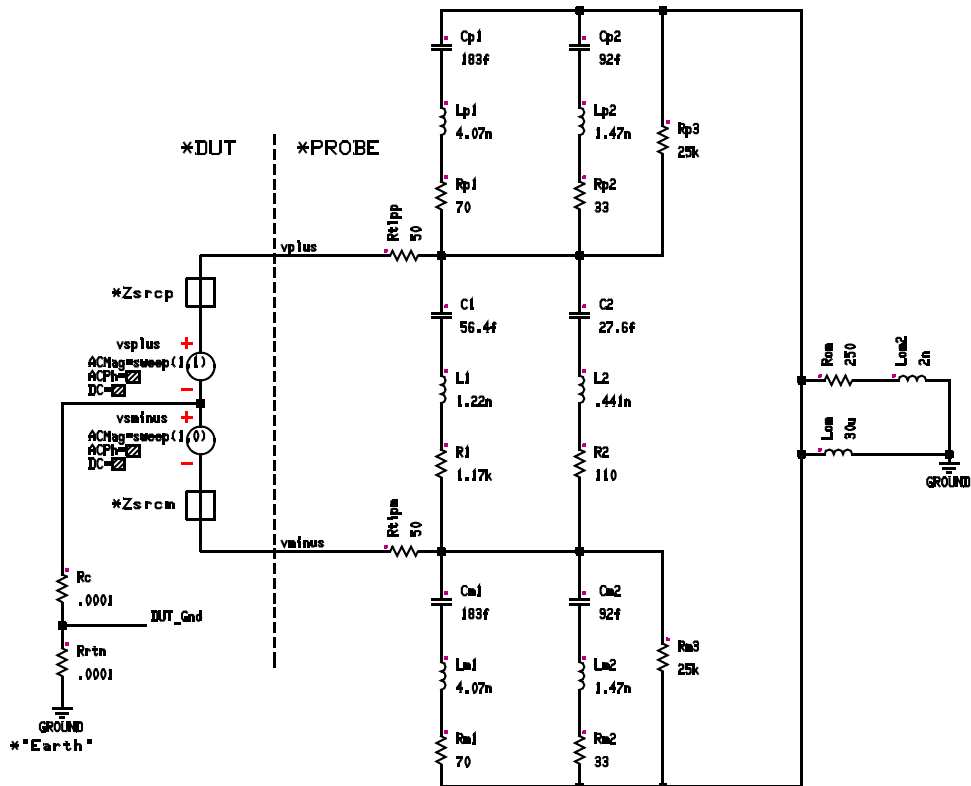 Cp1
183f
Cp2
92f
Lp1
4.07n
Lp2
1.47n
Rp3
25k
*DUT
*PROBE
Rp1
70
Rp2
33
Rtipp
50
vplus
*Zsrcp
C1
56.4f
C2
27.6f
vsplus
+
ACMag=sweep(1,1)
ACPh=
DC=
-
Rom
250
Lom2
2n
L1
1.22n
L2
.441n
vsminus
+
ACMag=sweep(1,0)
ACPh=
DC=
-
Lom
30u
GROUND
R1
1.17k
R2
110
*Zsrcm
Rtipm
50
vminus
Rc
.0001
DUT_Gnd
Cm1
183f
Cm2
92f
Rrtn
.0001
Lm1
4.07n
Lm2
1.47n
Rm3
25k
GROUND
*"Earth"
Rm1
70
Rm2
33